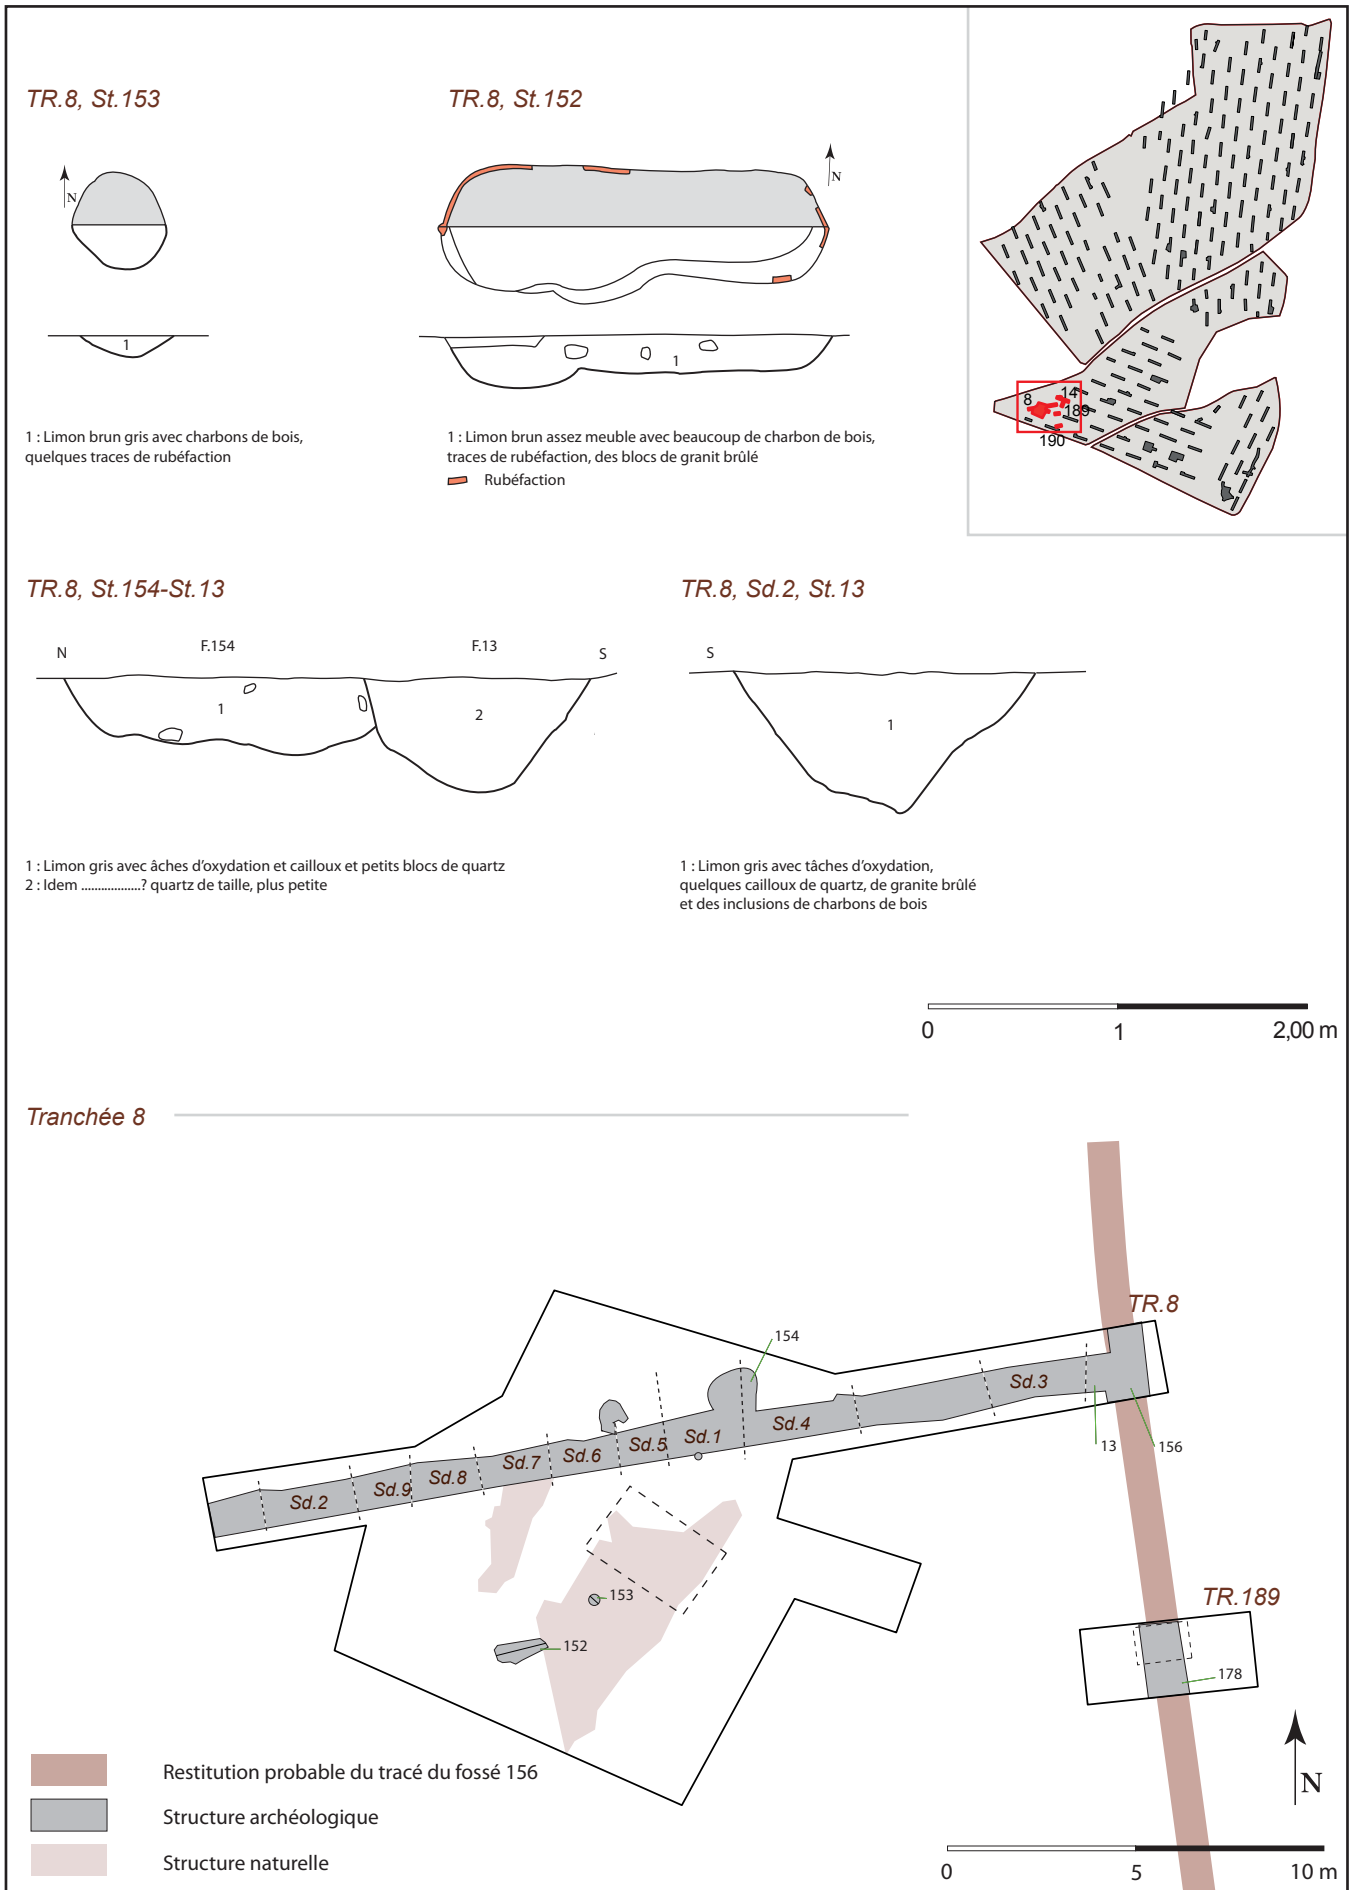 TR.8, St.153
TR.8, St.152
N
N
1
1
1 : Limon brun gris avec charbons de bois,
quelques traces de rubéfaction
1 : Limon brun assez meuble avec beaucoup de charbon de bois,
traces de rubéfaction, des blocs de granit brûlé
Rubéfaction
8
14
189
190
TR.8, St.154-St.13
TR.8, Sd.2, St.13
N
F.154
F.13
S
S
1
2
1
1 : Limon gris avec âches d'oxydation et cailloux et petits blocs de quartz
2 : Idem ..................? quartz de taille, plus petite
1 : Limon gris avec tâches d'oxydation,
quelques cailloux de quartz, de granite brûlé
et des inclusions de charbons de bois
0 1 2,00 m
Tranchée 8
TR.8
154
Sd.3
Sd.4
Sd.1
Sd.5
Sd.6
Sd.7
Sd.8
Sd.9
Sd.2
13
156
153
152
TR.189
178
N
Restitution probable du tracé du fossé 156
Structure archéologique
Structure naturelle
0 5 10 m